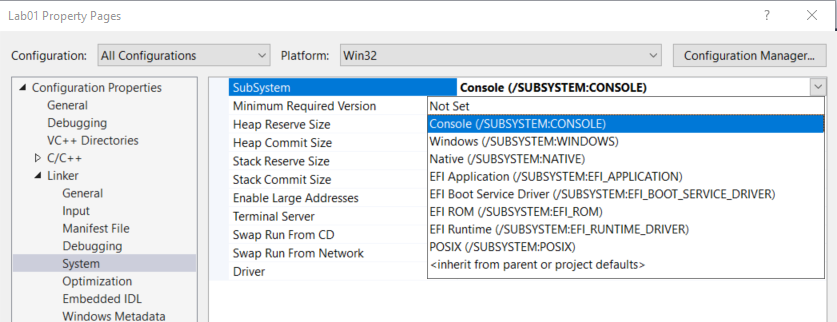 Lab01 Property Pages
Configuration: All Configurations Platform: Win32 Configuration Manager...
Configuration Properties
General
Debugging
VC++ Directories
C/C++
Linker
General
Input
Manifest File
Debugging
System
Optimization
Embedded IDL
Windows Metadata
SubSystem Console (/SUBSYSTEM:CONSOLE)
Minimum Required Version
Heap Reserve Size
Heap Commit Size
Stack Reserve Size
Stack Commit Size
Enable Large Addresses
Terminal Server
Swap Run From CD
Swap Run From Network
Driver
Not Set
Console (/SUBSYSTEM:CONSOLE)
Windows (/SUBSYSTEM:WINDOWS)
Native (/SUBSYSTEM:NATIVE)
EFI Application (/SUBSYSTEM:EFI_APPLICATION)
EFI Boot Service Driver (/SUBSYSTEM:EFI_BOOT_SERVICE_DRIVER)
EFI ROM (/SUBSYSTEM:EFI_ROM)
EFI Runtime (/SUBSYSTEM:EFI_RUNTIME_DRIVER)
POSIX (/SUBSYSTEM:POSIX)
<inherit from parent or project defaults>